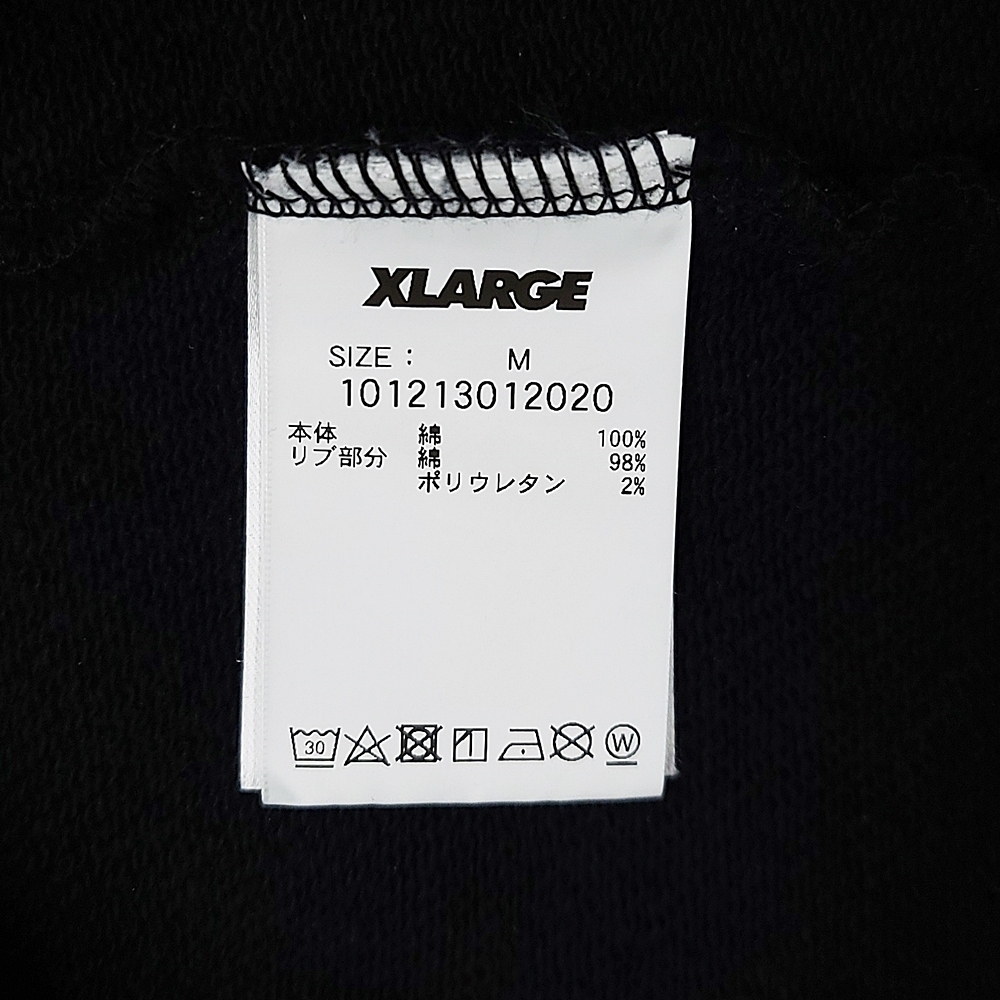 XLARGE
SIZE : M
101213012020
本体 綿 100%
リブ部分 綿 98%
ポリウレタン 2%
30 W